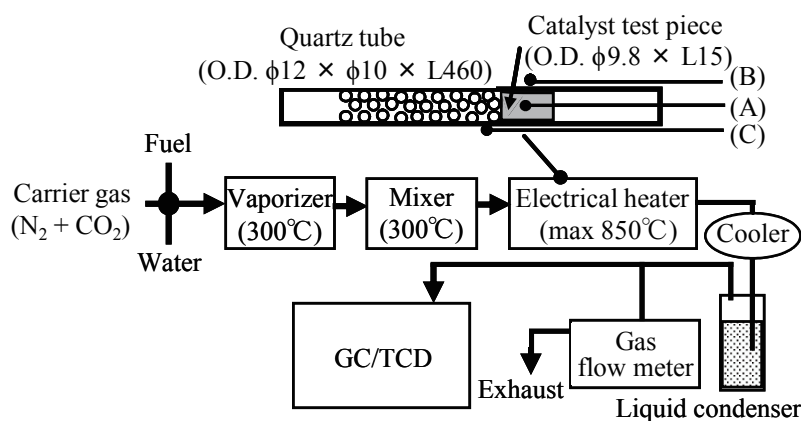 Quartz tube
(O.D. ϕ12 × ϕ10 × L460)
Catalyst test piece
(O.D. ϕ9.8 × L15)
(B)
(A)
(C)
Fuel
Carrier gas
(N₂ + CO₂)
Water
Vaporizer
(300℃)
Mixer
(300℃)
Electrical heater
(max 850℃)
Cooler
GC/TCD
Exhaust
Gas
flow meter
Liquid condenser